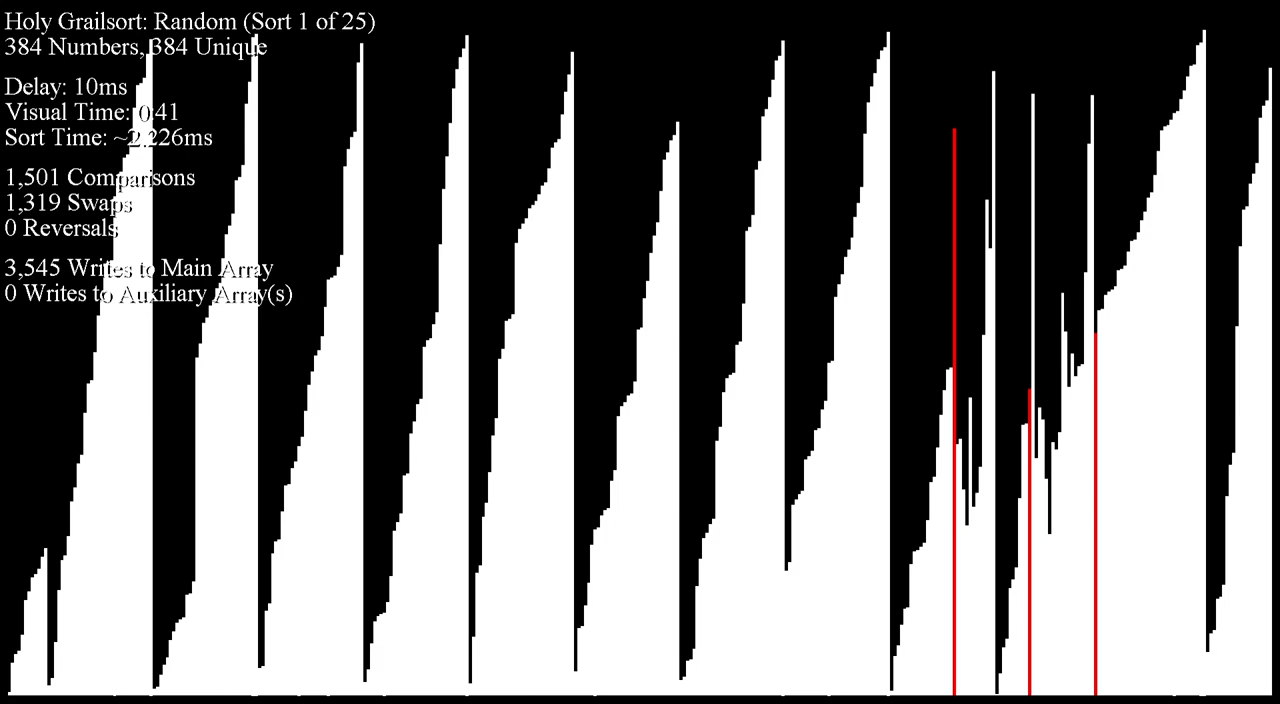 Holy Grailsort: Random (Sort 1 of 25)
384 Numbers, 384 Unique
Delay: 10ms
Visual Time: 0:41
Sort Time: ~2.226ms
1,501 Comparisons
1,319 Swaps
0 Reversals
3,545 Writes to Main Array
0 Writes to Auxiliary Array(s)